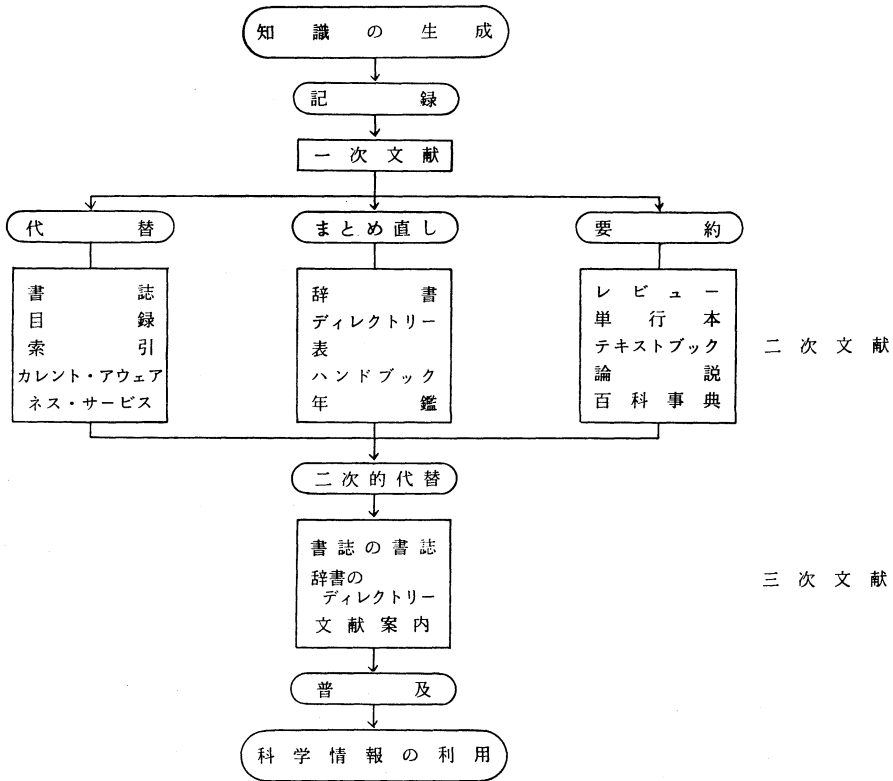 知識の生成
記録
一次文献
代替
まとめ直し
要約
書誌
目録
索引
カレント・アウェア
ネス・サービス
辞書
ディレクトリー
表
ハンドブック
年鑑
レビュー
単行本
テキストブック
論説
百科事典
二次文献
二次的代替
書誌の書誌
辞書の
ディレクトリー
文献案内
三次文献
普及
科学情報の利用